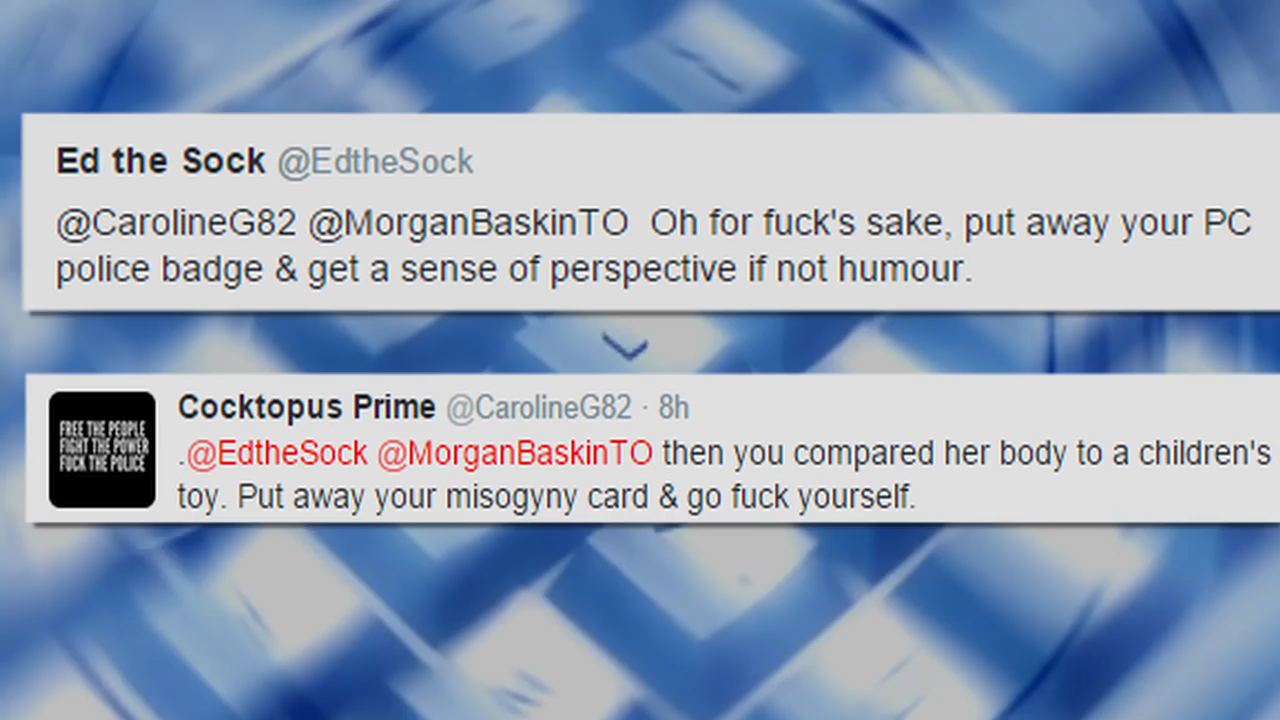 Ed the Sock @EdtheSock
@CarolineG82 @MorganBaskinTO Oh for fuck's sake, put away your PC
police badge & get a sense of perspective if not humour.
Cocktopus Prime @CarolineG82 · 8h
FREE THE PEOPLE
FIGHT THE POWER
FUCK THE POLICE
.@EdtheSock @MorganBaskinTO then you compared her body to a children's
toy. Put away your misogyny card & go fuck yourself.